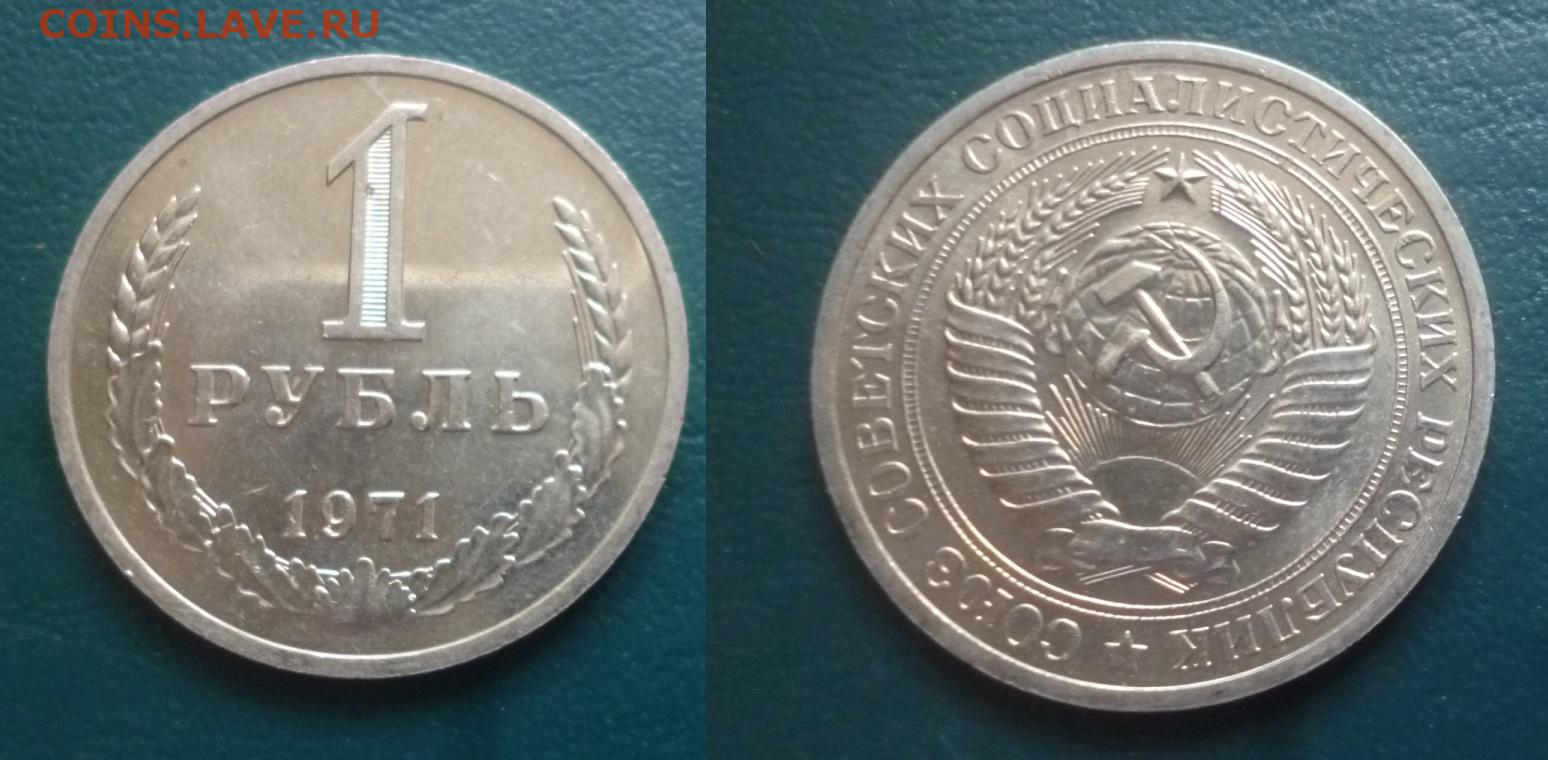 COINS.LAVE.RU
1
РУБЛЬ
1971
СОЮЗ СОВЕТСКИХ СОЦИАЛИСТИЧЕСКИХ РЕСПУБЛИК